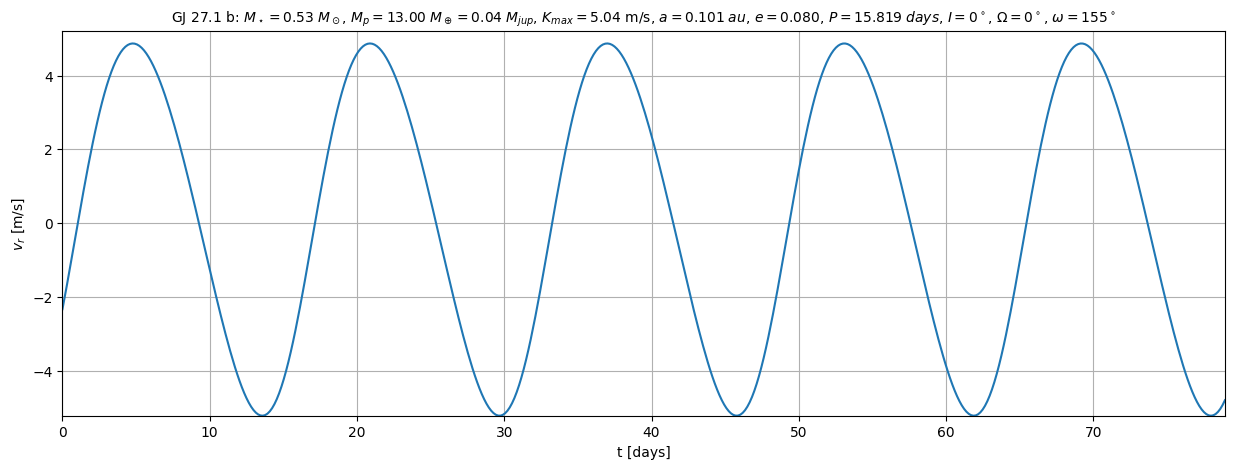 GJ 27.1 b: M⋆ = 0.53 M⊙, Mp = 13.00 M⊕ = 0.04 Mjup, Kmax = 5.04 m/s, a = 0.101 au, e = 0.080, P = 15.819 days, I = 0°, Ω = 0°, ω = 155°
4
2
0
−2
−4
vr [m/s]
0 10 20 30 40 50 60 70
t [days]